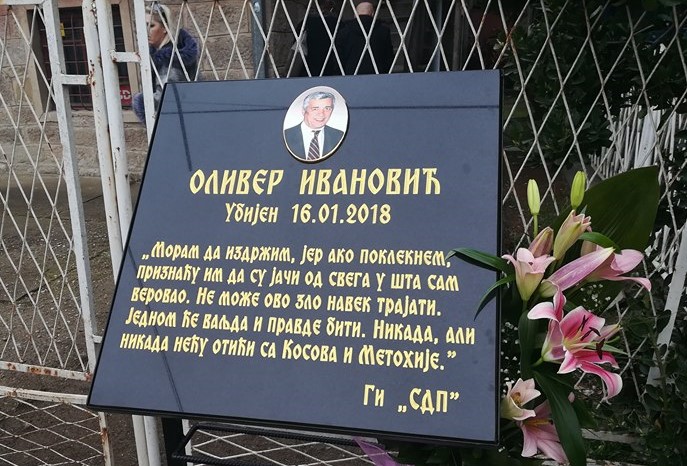 ОЛИВЕР ИВАНОВИЋ
Убијен 16.01.2018
„Морам да издржим, јер ако поклекнем,
признаћу им да су јачи од свега у шта сам
веровао. Не може ово зло навек трајати.
Једном ће ваљда и правде бити. Никада, али
никада нећу отићи са Косова и Метохије.”
Ги „СДП”